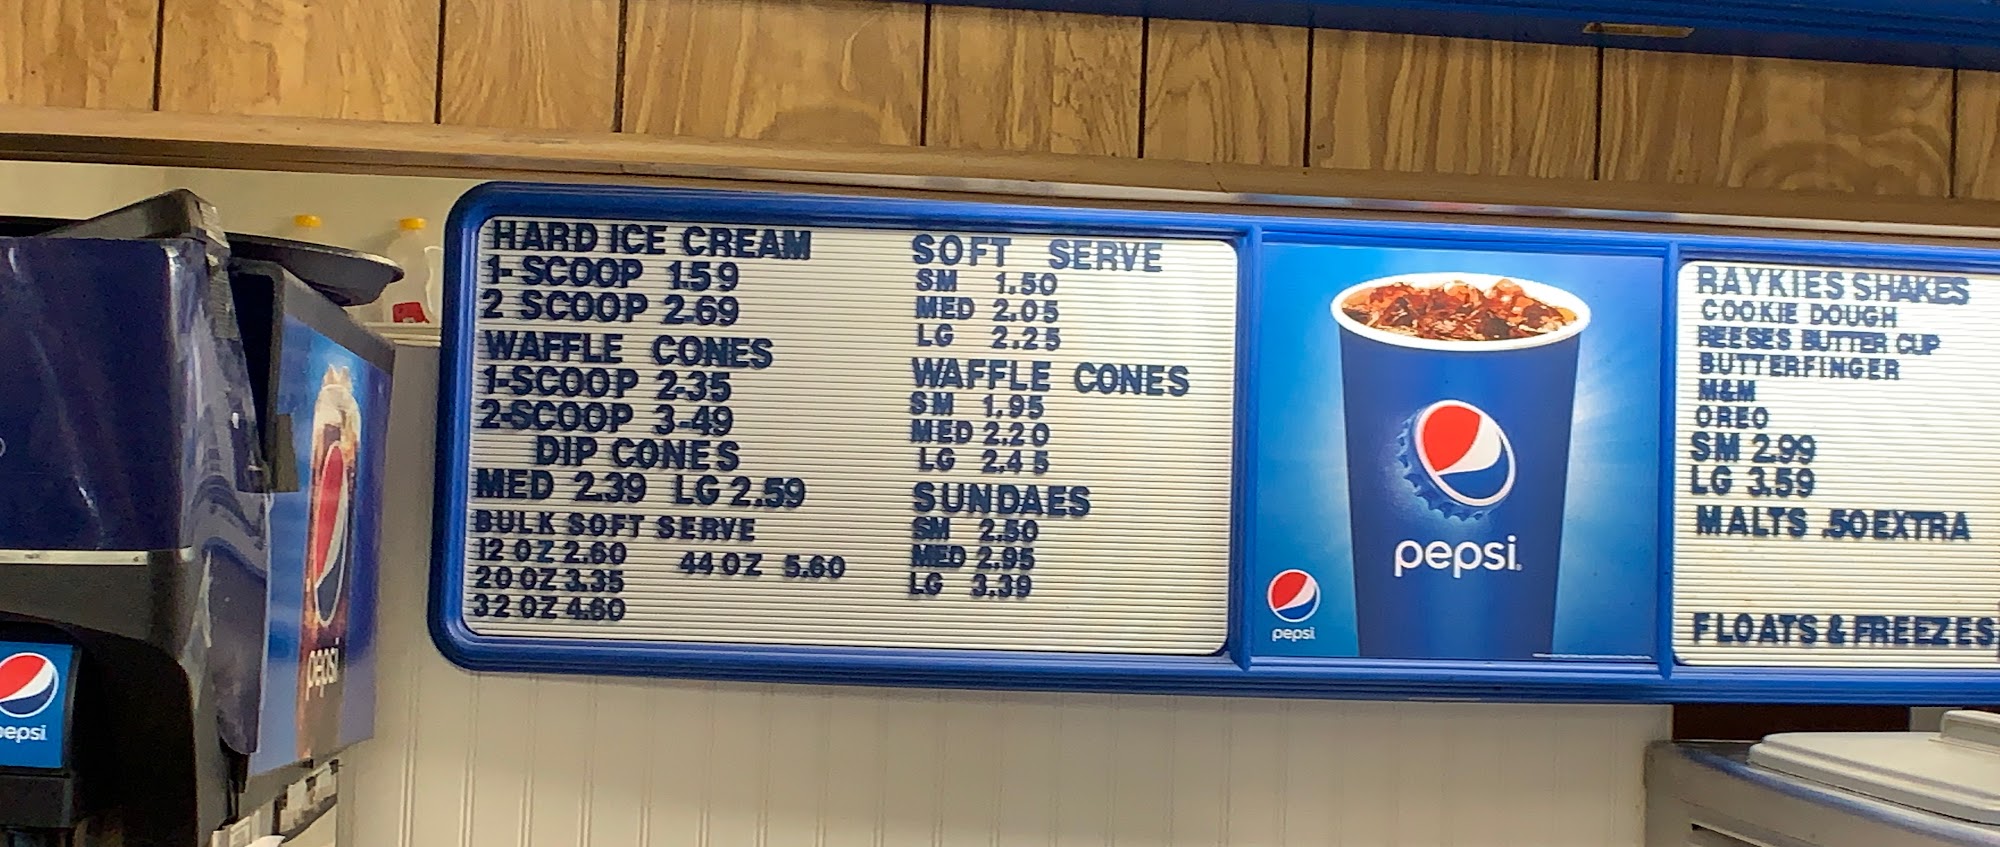 HARD ICE CREAM
1- SCOOP 1.59
2 SCOOP 2-69
WAFFLE CONES
1-SCOOP 2-35
2-SCOOP 3-49
DIP CONES
MED 2.39 LG 2.59
BULK SOFT SERVE
12 OZ 2.60 44 OZ 5.60
20 OZ 3.35
32 OZ 4.60
SOFT SERVE
SM 1.50
MED 2.05
LG 2.25
WAFFLE CONES
SM 1.95
MED 2.20
LG 2.45
SUNDAES
SM 2.50
MED 2.95
LG 3.39
pepsi
pepsi
RAYKIES SHAKES
COOKIE DOUGH
REESES BUTTER CUP
BUTTERFINGER
M&M
OREO
SM 2.99
LG 3.59
MALTS .50 EXTRA
FLOATS & FREEZES
pepsi
pepsi